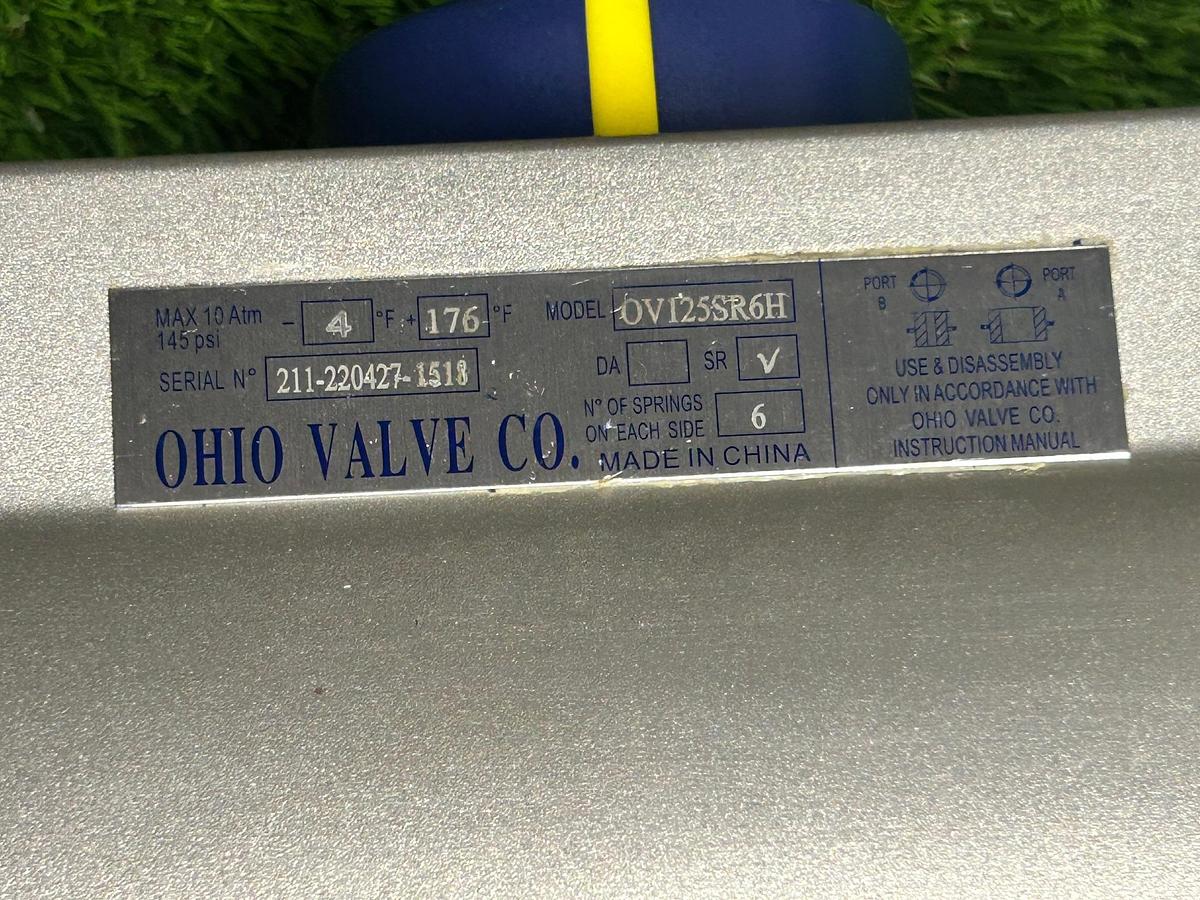 MAX 10 Atm
145 psi
- 4 °F + 176 °F
SERIAL N° 211-220427-1518
OHIO VALVE CO.
MODEL OV125SR6H
DA SR √
N° OF SPRINGS
ON EACH SIDE
6
MADE IN CHINA
PORT
B
PORT
A
USE & DISASSEMBLY
ONLY IN ACCORDANCE WITH
OHIO VALVE CO.
INSTRUCTION MANUAL